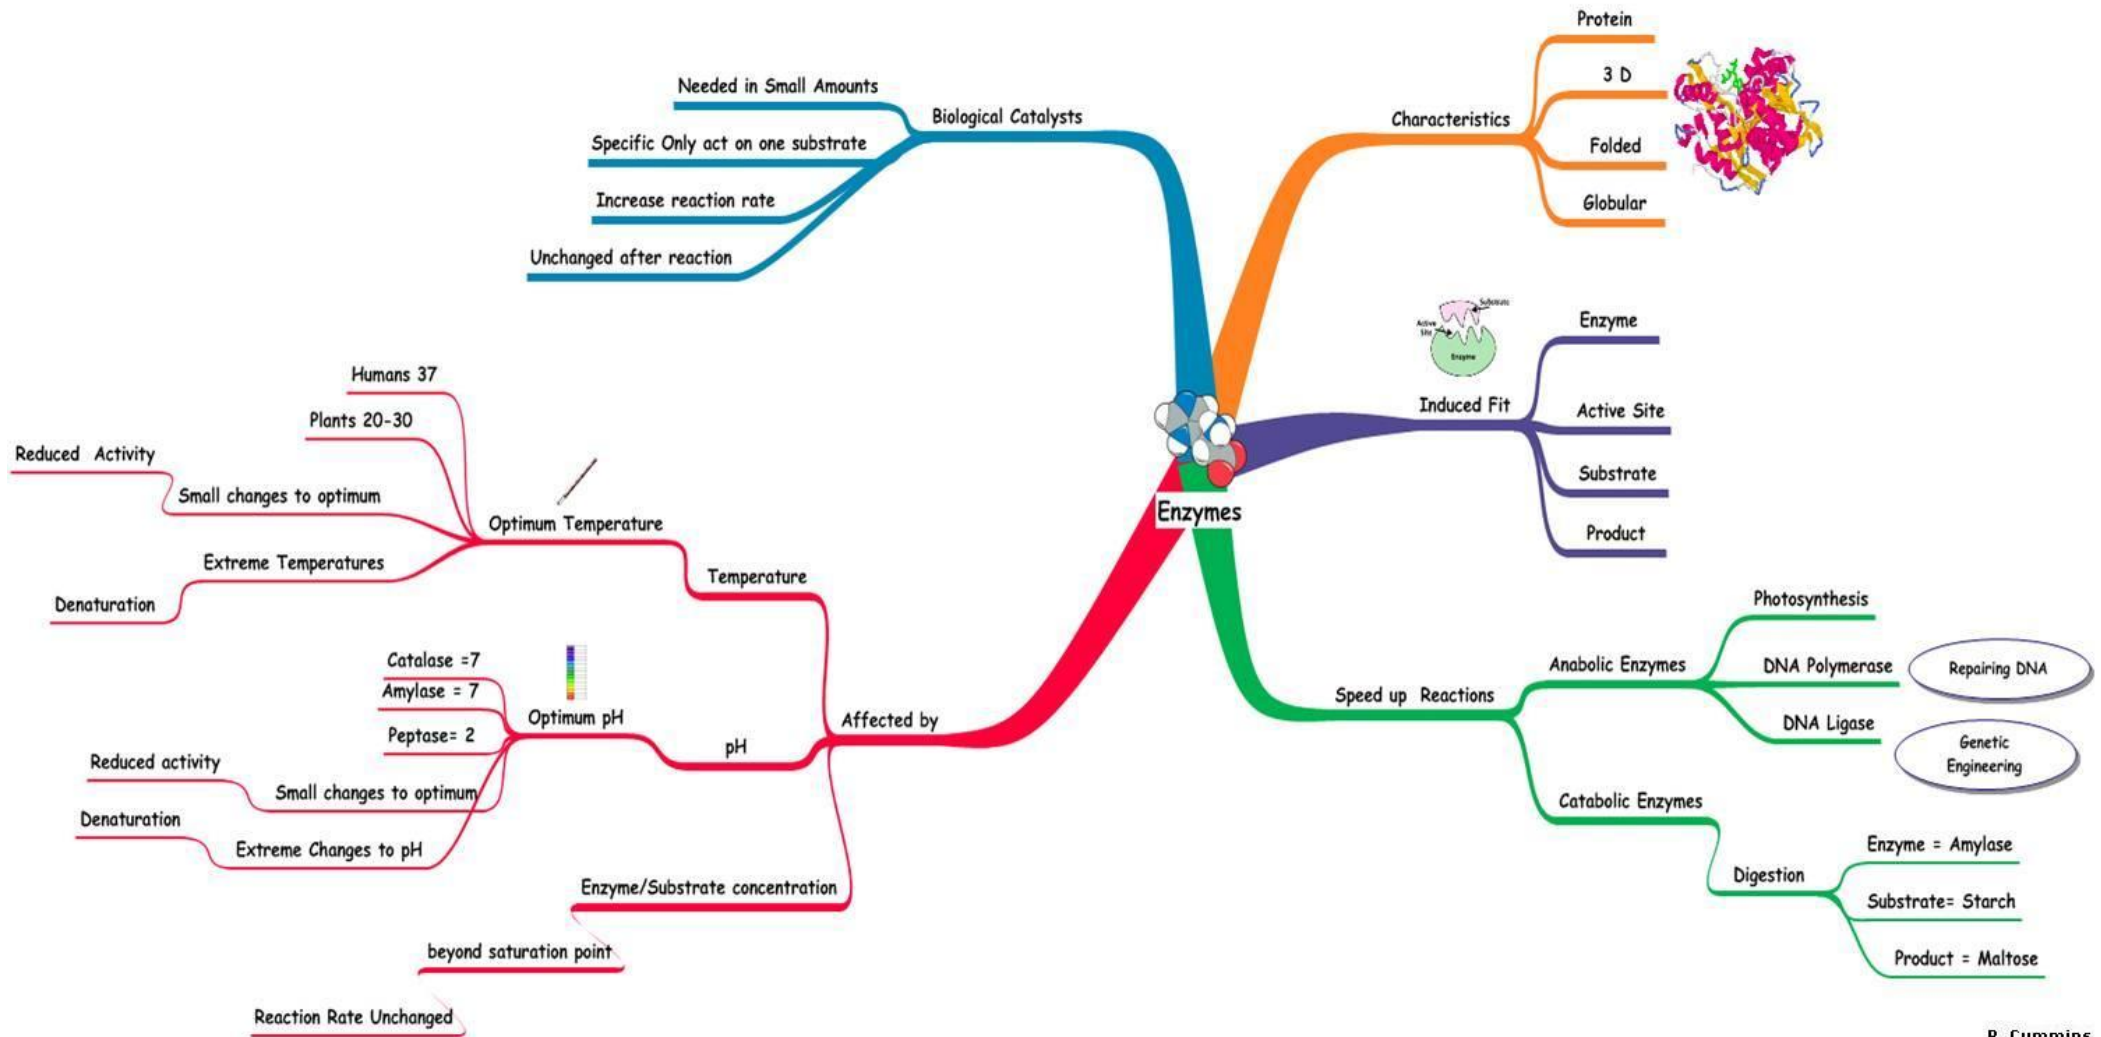 Protein
3 D
Folded
Globular
Characteristics
Needed in Small Amounts
Specific Only act on one substrate
Increase reaction rate
Unchanged after reaction
Biological Catalysts
Substrate
Active
Site
Enzyme
Induced Fit
Enzyme
Active Site
Substrate
Product
Enzymes
Humans 37
Plants 20-30
Reduced Activity
Small changes to optimum
Extreme Temperatures
Denaturation
Optimum Temperature
Temperature
Catalase =7
Amylase = 7
Peptase= 2
Reduced activity
Small changes to optimum
Denaturation
Extreme Changes to pH
Optimum pH
pH
Affected by
Enzyme/Substrate concentration
beyond saturation point
Reaction Rate Unchanged
Speed up Reactions
Anabolic Enzymes
Photosynthesis
DNA Polymerase
Repairing DNA
DNA Ligase
Genetic
Engineering
Catabolic Enzymes
Digestion
Enzyme = Amylase
Substrate= Starch
Product = Maltose
Cummins